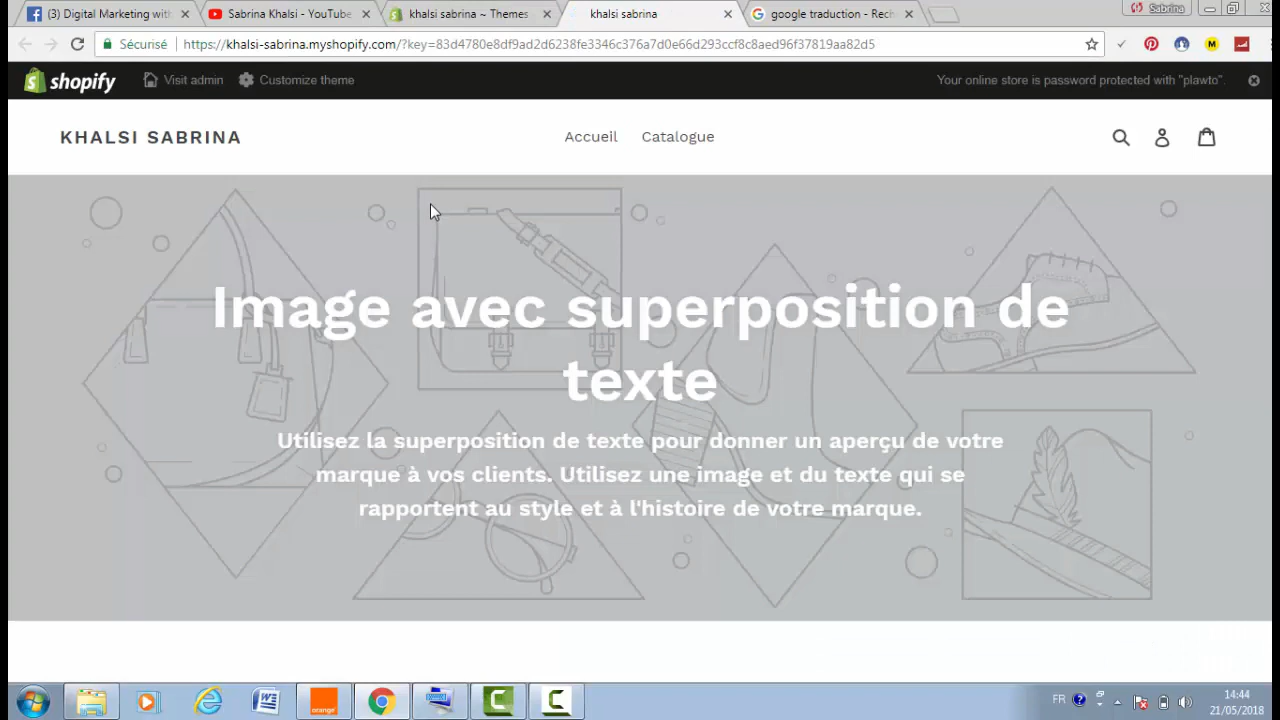 (3) Digital Marketing with
Sabrina Khalsi - YouTube
khalsi sabrina ~ Themes
khalsi sabrina
google traduction - Rech
Sabrina
Sécurisé
https://khalsi-sabrina.myshopify.com/?key=83d4780e8df9ad2d6238fe3346c376a7d0e66d293ccf8c8aed96f37819aa82d5
M
shopify
Visit admin
Customize theme
Your online store is password protected with "plawto".
KHALSI SABRINA
Accueil
Catalogue
Image avec superposition de
texte
Utilisez la superposition de texte pour donner un aperçu de votre
marque à vos clients. Utilisez une image et du texte qui se
rapportent au style et à l'histoire de votre marque.
orange
FR
14:44
21/05/2018